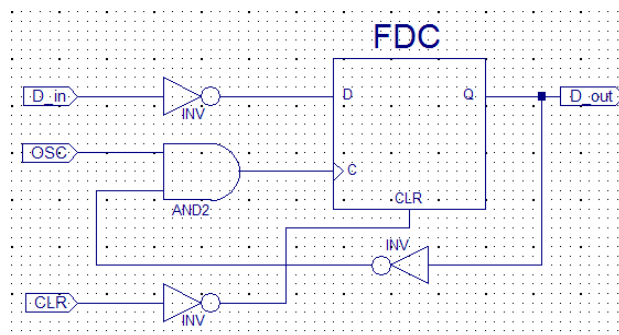 FDC
D_in
INV
D
Q
D_out
OSC
AND2
C
CLR
INV
CLR
INV